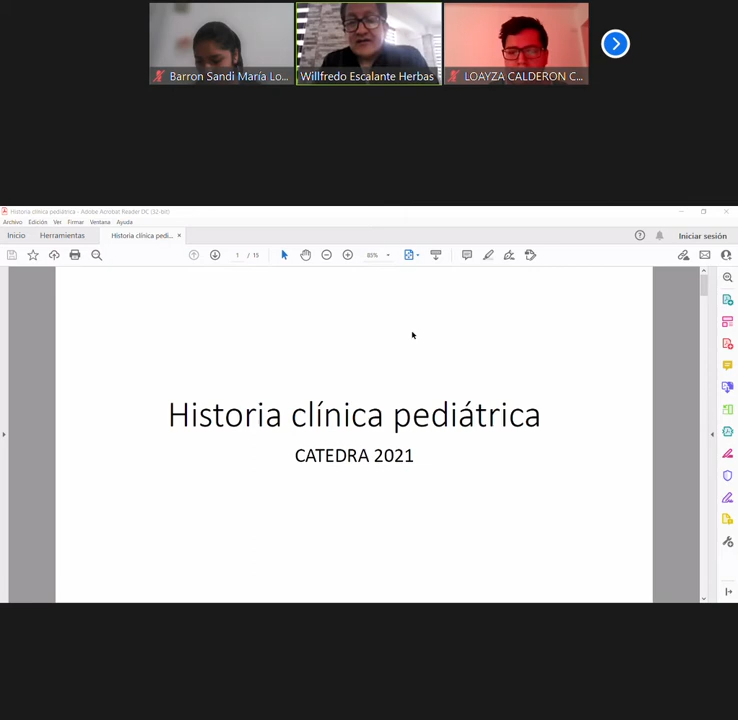 Barron Sandi María Lo...
Willfredo Escalante Herbas
LOAYZA CALDERON C...
Historia clínica pediátrica - Adobe Acrobat Reader DC (32-bit)
Archivo Edición Ver Firmar Ventana Ayuda
Inicio Herramientas Historia clínica pedi... × Iniciar sesión
1 / 15 85%
Historia clínica pediátrica
CATEDRA 2021